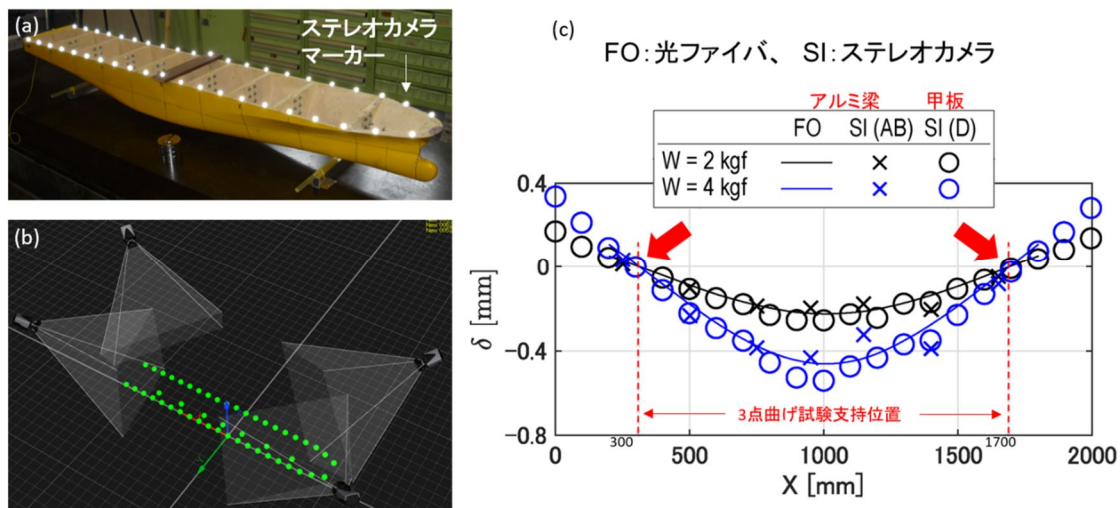 (a)
ステレオカメラ
マーカー
(b)
(c)
FO:光ファイバ、 SI:ステレオカメラ
アルミ梁 甲板
FO SI (AB) SI (D)
W = 2 kgf
W = 4 kgf
0.4
0
-0.4
-0.8
δ [mm]
3点曲げ試験支持位置
300 1700
0 500 1000 1500 2000
X [mm]